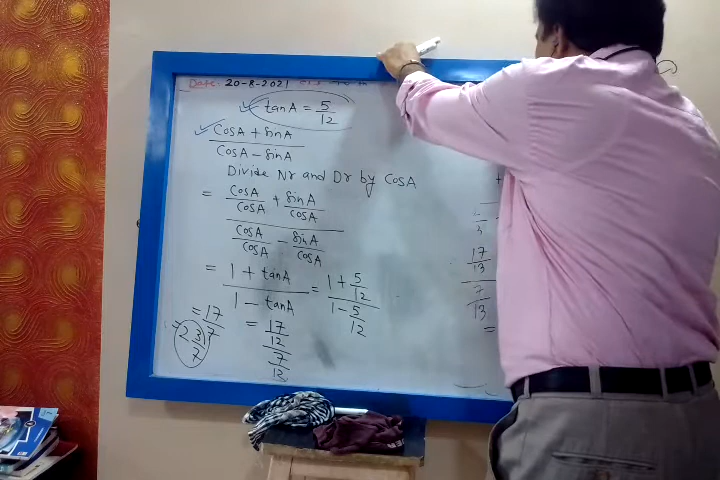 Date: 20-8-2021
tanA = 5/12
CosA + SinA / CosA - SinA
Divide Nr and Dr by CosA
= CosA/CosA + SinA/CosA / CosA/CosA - SinA/CosA
= 1 + tanA / 1 - tanA = 1 + 5/12 / 1 - 5/12
= 17/7 = 17/12 / 7/12
= 2 3/7
17/13
7/13
=